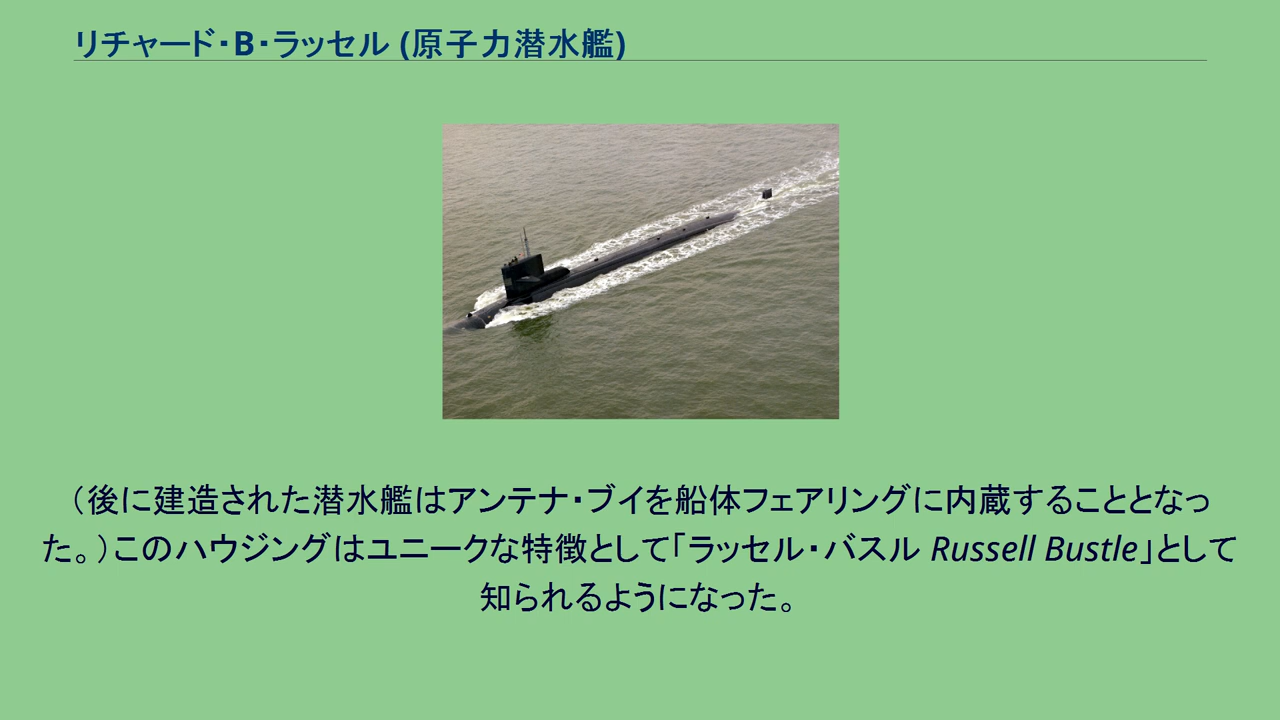 リチャード・B・ラッセル (原子力潜水艦)
（後に建造された潜水艦はアンテナ・ブイを船体フェアリングに内蔵することとなっ
た。）このハウジングはユニークな特徴として「ラッセル・バスル Russell Bustle」として
知られるようになった。